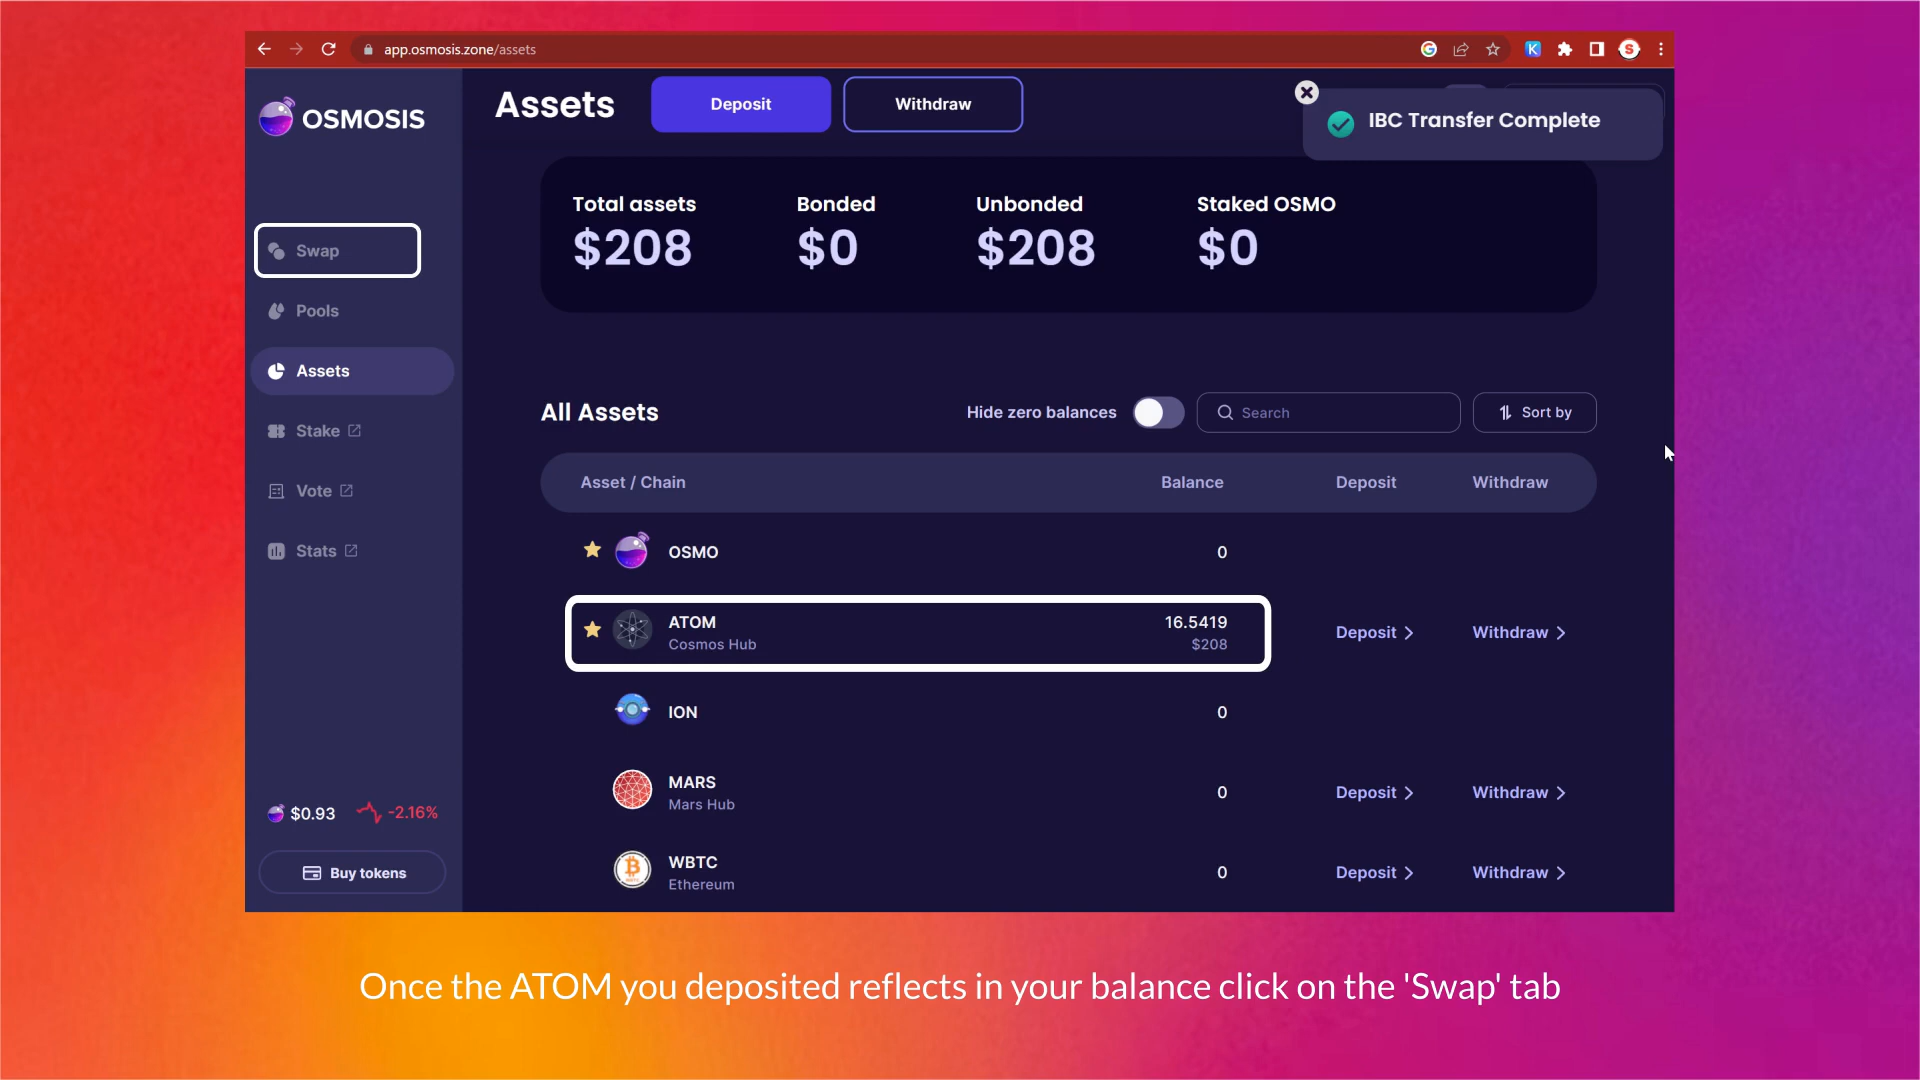 app.osmosis.zone/assets
OSMOSIS
Assets
Deposit
Withdraw
IBC Transfer Complete
Total assets
Bonded
Unbonded
Staked OSMO
$208
$0
$208
$0
Swap
Pools
Assets
Stake
Vote
Stats
$0.93
-2.16%
Buy tokens
All Assets
Hide zero balances
Search
Sort by
Asset / Chain
Balance
Deposit
Withdraw
OSMO
0
ATOM
Cosmos Hub
16.5419
$208
Deposit
Withdraw
ION
0
MARS
Mars Hub
0
Deposit
Withdraw
WBTC
Ethereum
0
Deposit
Withdraw
Once the ATOM you deposited reflects in your balance click on the 'Swap' tab